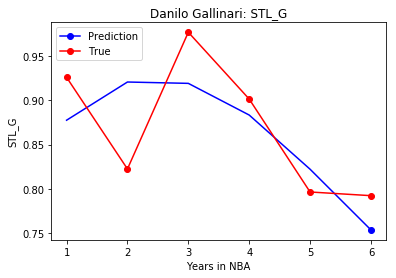 Danilo Gallinari: STL_G
Prediction
True
0.95
0.90
0.85
0.80
0.75
STL_G
1 2 3 4 5 6
Years in NBA